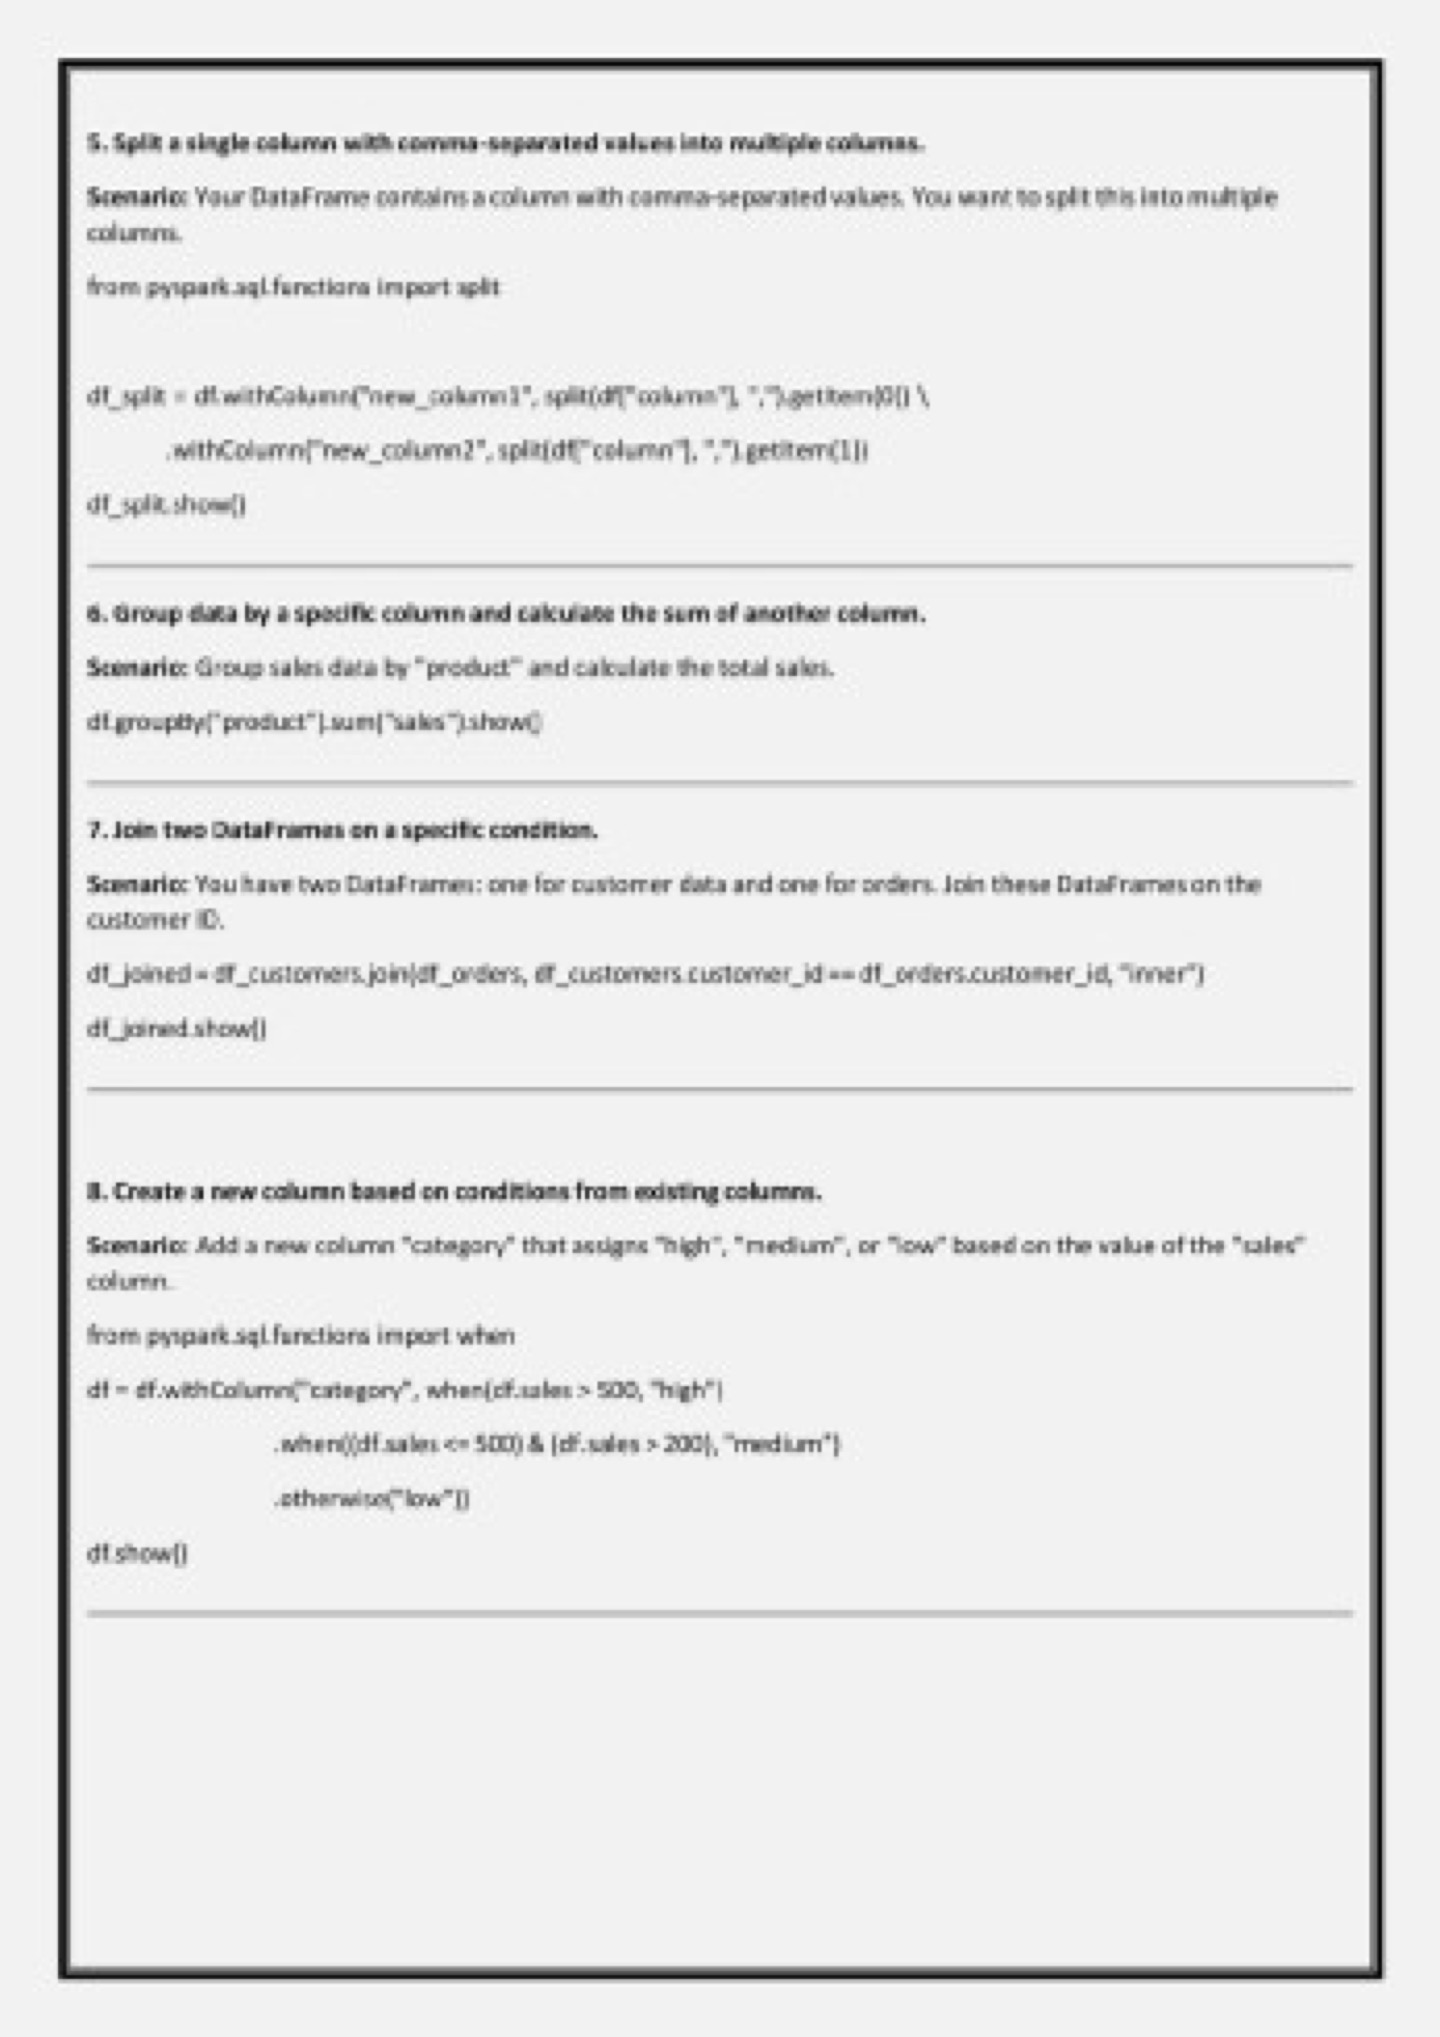 5. Split a single column with comma-separated values into multiple columns.
Scenario: Your DataFrame contains a column with comma-separated values. You want to split this into multiple
columns.
from pyspark.sql.functions import split
df_split = df.withColumn("new_column1", split(df["column"], ",").getItem(0)) \
.withColumn("new_column2", split(df["column"], ",").getItem(1))
df_split.show()
6. Group data by a specific column and calculate the sum of another column.
Scenario: Group sales data by "product" and calculate the total sales.
df.groupBy("product").sum("sales").show()
7. Join two DataFrames on a specific condition.
Scenario: You have two DataFrames: one for customer data and one for orders. Join these DataFrames on the
customer ID.
df_joined = df_customers.join(df_orders, df_customers.customer_id == df_orders.customer_id, "inner")
df_joined.show()
8. Create a new column based on conditions from existing columns.
Scenario: Add a new column "category" that assigns "high", "medium", or "low" based on the value of the "sales"
column.
from pyspark.sql.functions import when
df = df.withColumn("category", when(df.sales > 500, "high")
.when((df.sales <= 500) & (df.sales > 200), "medium")
.otherwise("low"))
df.show()